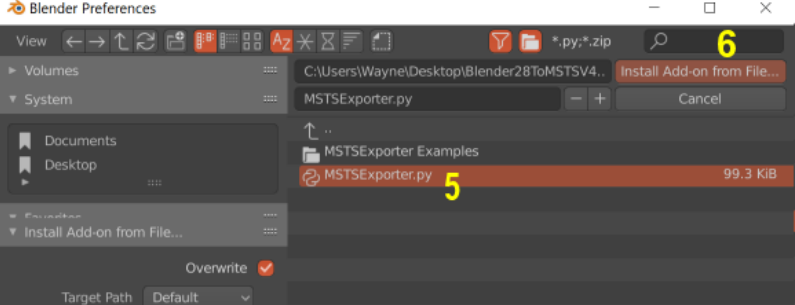 Blender Preferences
View
*.py;*.zip
6
Volumes
C:\Users\Wayne\Desktop\Blender28ToMSTSV4..
Install Add-on from File...
System
MSTSExporter.py
Cancel
Documents
..
MSTSExporter Examples
Desktop
MSTSExporter.py
5
99.3 KiB
Favorites
Install Add-on from File...
Overwrite
Target Path
Default